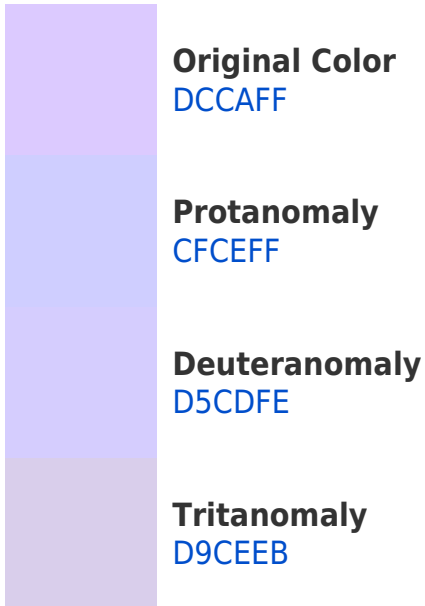 Original Color
DCCAFF
Protanomaly
CFCEFF
Deuteranomaly
D5CDFE
Tritanomaly
D9CEEB